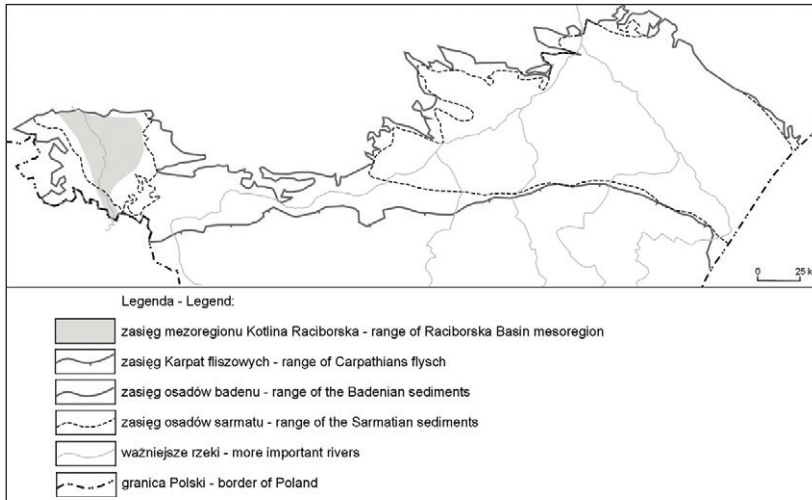 0 25 k
Legenda - Legend:
zasięg mezoregionu Kotlina Raciborska - range of Raciborska Basin mesoregion
zasięg Karpat fliszowych - range of Carpathians flysch
zasięg osadów badenu - range of the Badenian sediments
zasięg osadów sarmatu - range of the Sarmatian sediments
ważniejsze rzeki - more important rivers
granica Polski - border of Poland